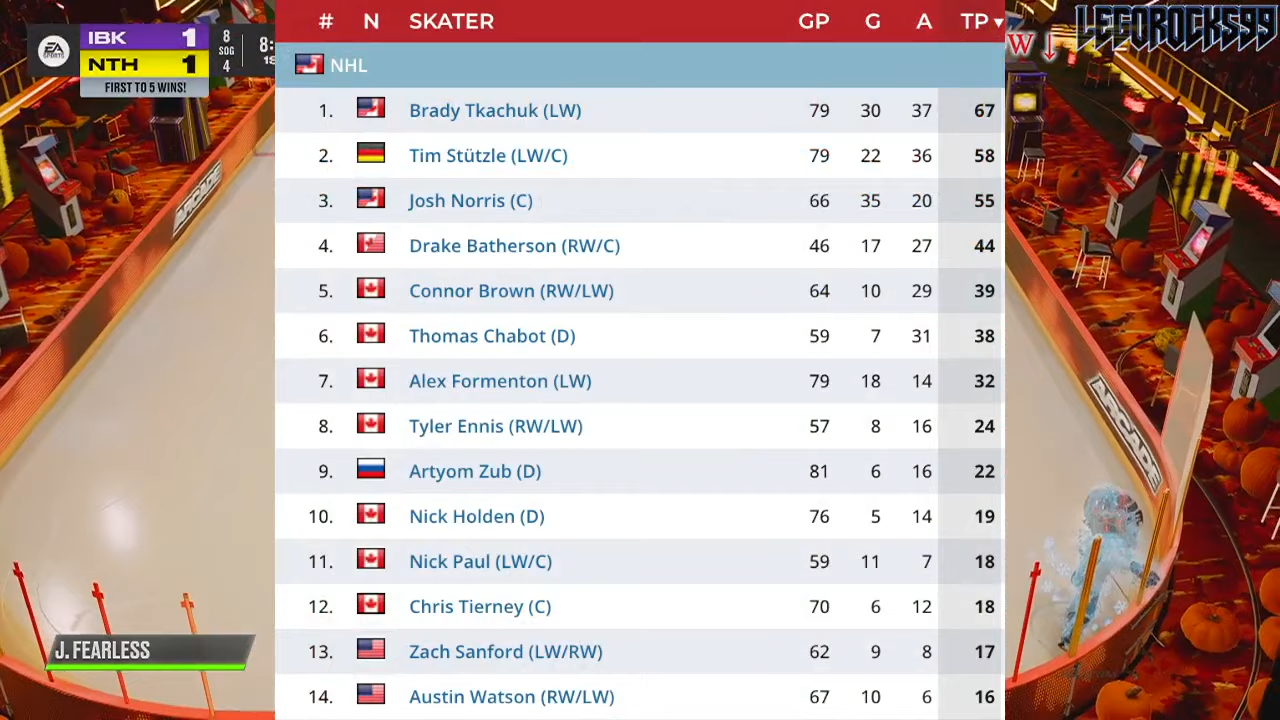 EA SPORTS
IBK 1
NTH 1
FIRST TO 5 WINS!
8 SOG 4
8:
# N SKATER GP G A TP ▾
NHL
1. Brady Tkachuk (LW) 79 30 37 67
2. Tim Stützle (LW/C) 79 22 36 58
3. Josh Norris (C) 66 35 20 55
4. Drake Batherson (RW/C) 46 17 27 44
5. Connor Brown (RW/LW) 64 10 29 39
6. Thomas Chabot (D) 59 7 31 38
7. Alex Formenton (LW) 79 18 14 32
8. Tyler Ennis (RW/LW) 57 8 16 24
9. Artyom Zub (D) 81 6 16 22
10. Nick Holden (D) 76 5 14 19
11. Nick Paul (LW/C) 59 11 7 18
12. Chris Tierney (C) 70 6 12 18
13. Zach Sanford (LW/RW) 62 9 8 17
14. Austin Watson (RW/LW) 67 10 6 16
W
LEGOROCKS99
ARCADE
ARCADE
J. FEARLESS